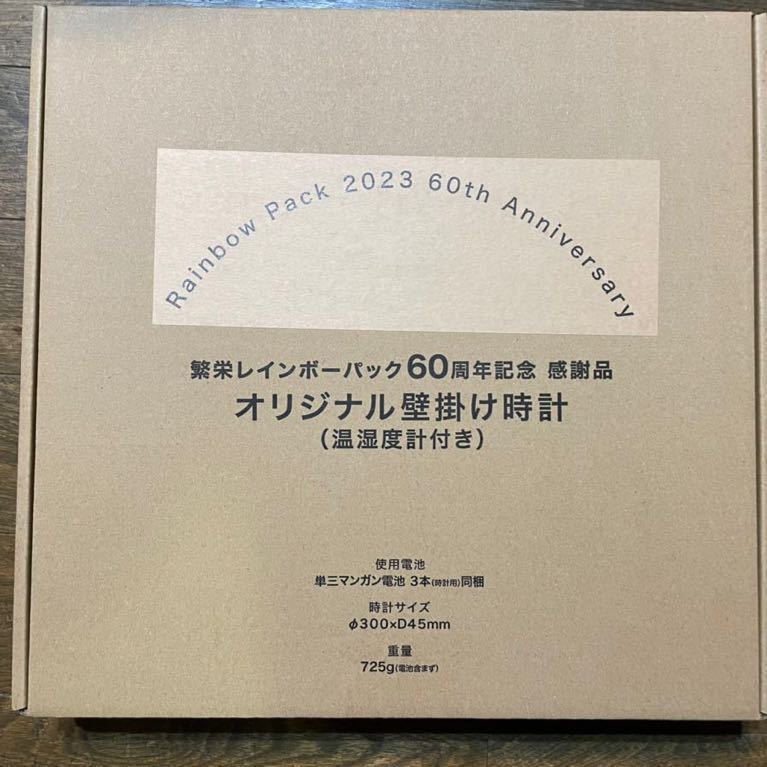 Rainbow Pack 2023 60th Anniversary
繁栄レインボーパック60周年記念 感謝品
オリジナル壁掛け時計
(温湿度計付き)
使用電池
単三マンガン電池 3本(時計用)同梱
時計サイズ
φ300×D45mm
重量
725g(電池含まず)